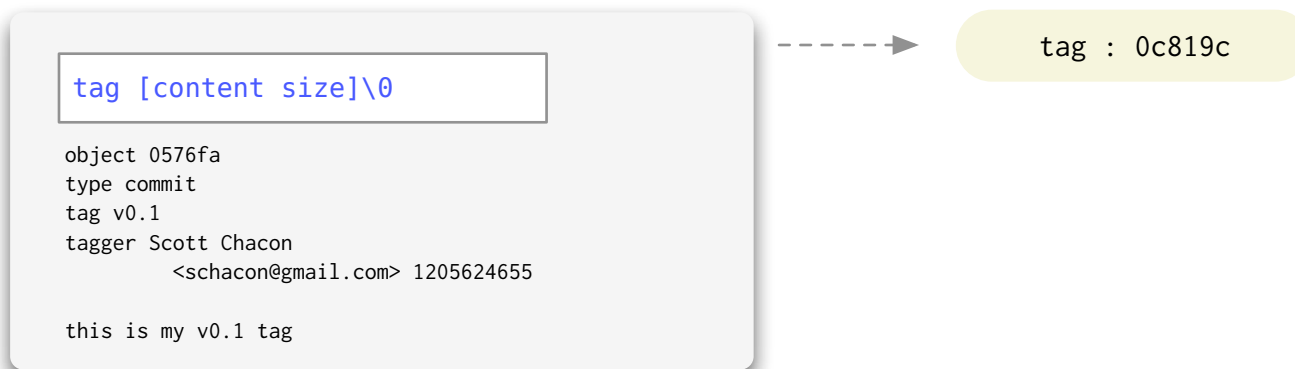 tag [content size]\0
object 0576fa
type commit
tag v0.1
tagger Scott Chacon
<schacon@gmail.com> 1205624655
this is my v0.1 tag
tag : 0c819c